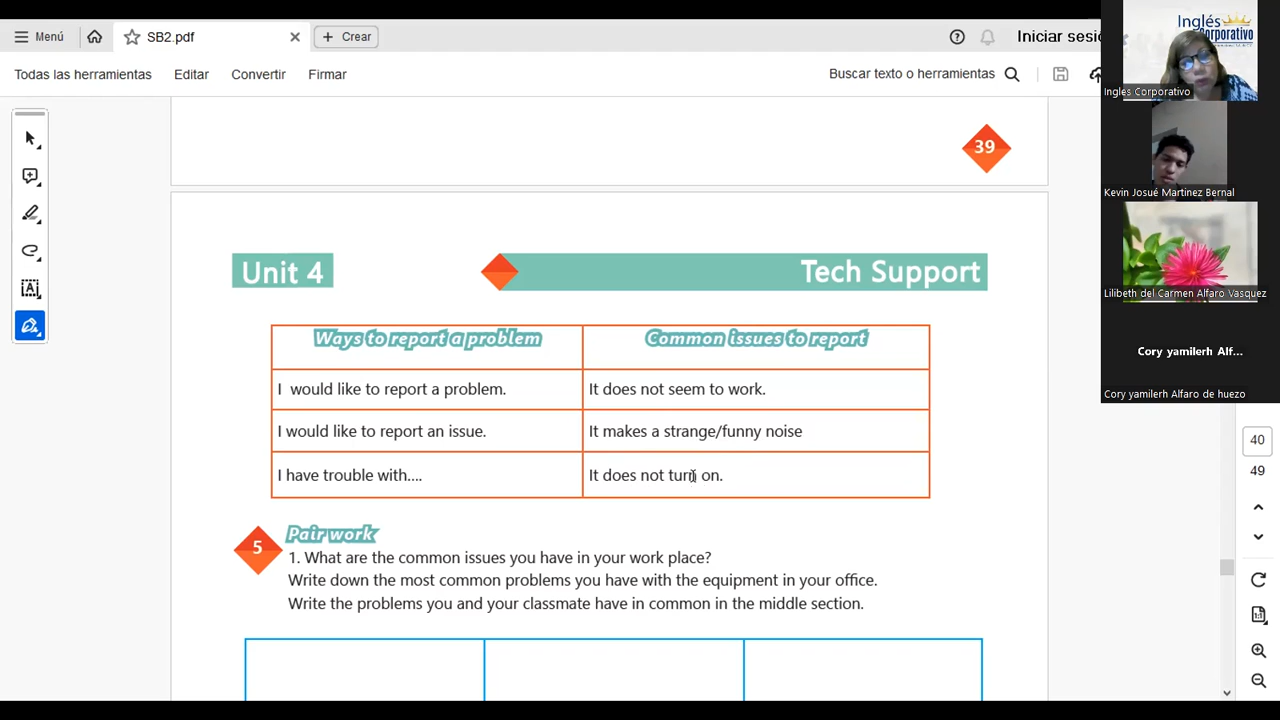 Menú
SB2.pdf
Crear
Iniciar sesi
Todas las herramientas
Editar
Convertir
Firmar
Buscar texto o herramientas
39
Unit 4
Tech Support
Ways to report a problem
Common issues to report
I would like to report a problem.
It does not seem to work.
I would like to report an issue.
It makes a strange/funny noise
I have trouble with....
It does not turn on.
5
Pair work
1. What are the common issues you have in your work place?
Write down the most common problems you have with the equipment in your office.
Write the problems you and your classmate have in common in the middle section.
40
49
1:1
Inglés
Corporativo
Ingles Corporativo
Kevin Josué Martinez Bernal
Lilibeth del Carmen Alfaro Vasquez
Cory yamilerh Alf...
Cory yamilerh Alfaro de huezo